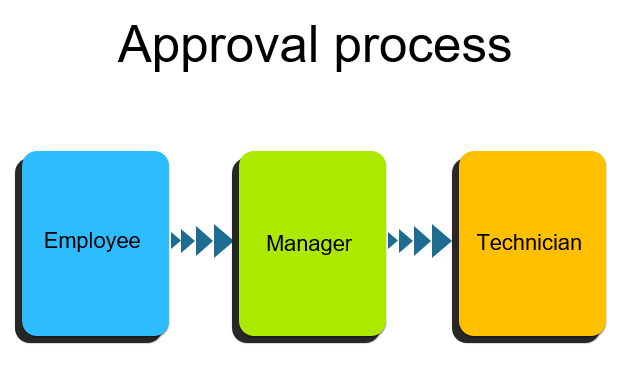 Approval process
Employee
Manager
Technician